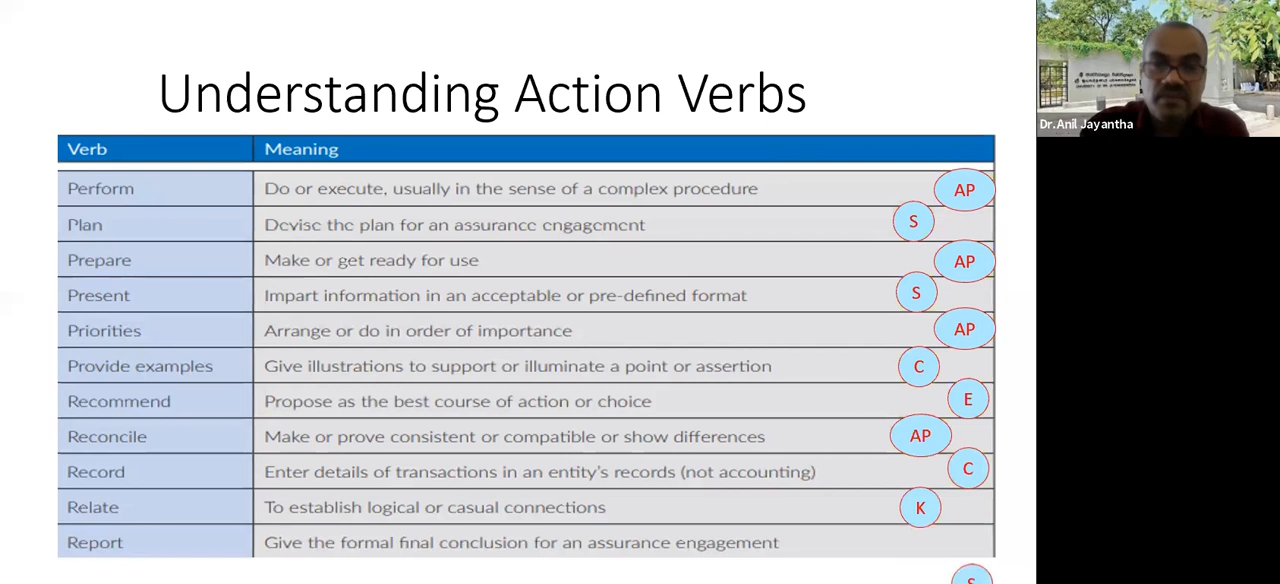 Understanding Action Verbs
Verb Meaning
Perform Do or execute, usually in the sense of a complex procedure AP
Plan Devise the plan for an assurance engagement S
Prepare Make or get ready for use AP
Present Impart information in an acceptable or pre-defined format S
Priorities Arrange or do in order of importance AP
Provide examples Give illustrations to support or illuminate a point or assertion C
Recommend Propose as the best course of action or choice E
Reconcile Make or prove consistent or compatible or show differences AP
Record Enter details of transactions in an entity's records (not accounting) C
Relate To establish logical or casual connections K
Report Give the formal final conclusion for an assurance engagement
S
Dr.Anil Jayantha